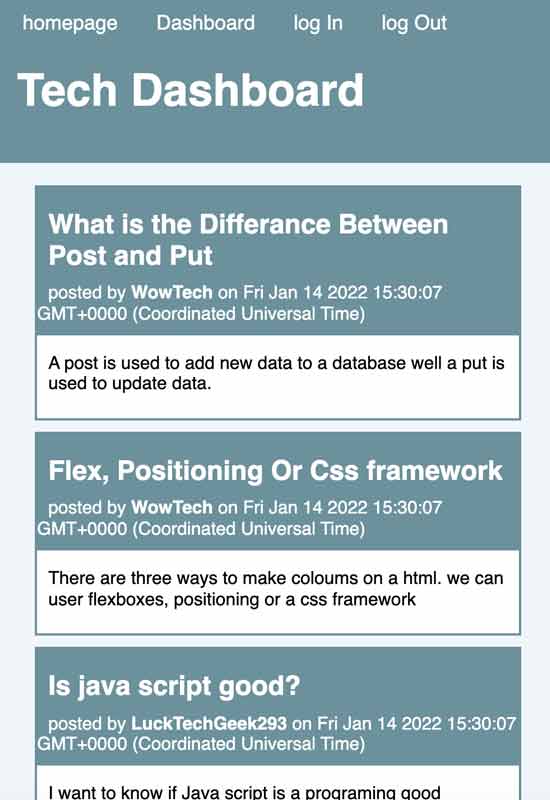 homepage Dashboard log In log Out
Tech Dashboard
What is the Differance Between
Post and Put
posted by WowTech on Fri Jan 14 2022 15:30:07
GMT+0000 (Coordinated Universal Time)
A post is used to add new data to a database well a put is
used to update data.
Flex, Positioning Or Css framework
posted by WowTech on Fri Jan 14 2022 15:30:07
GMT+0000 (Coordinated Universal Time)
There are three ways to make coloums on a html. we can
user flexboxes, positioning or a css framework
Is java script good?
posted by LuckTechGeek293 on Fri Jan 14 2022 15:30:07
GMT+0000 (Coordinated Universal Time)
I want to know if Java script is a programing good